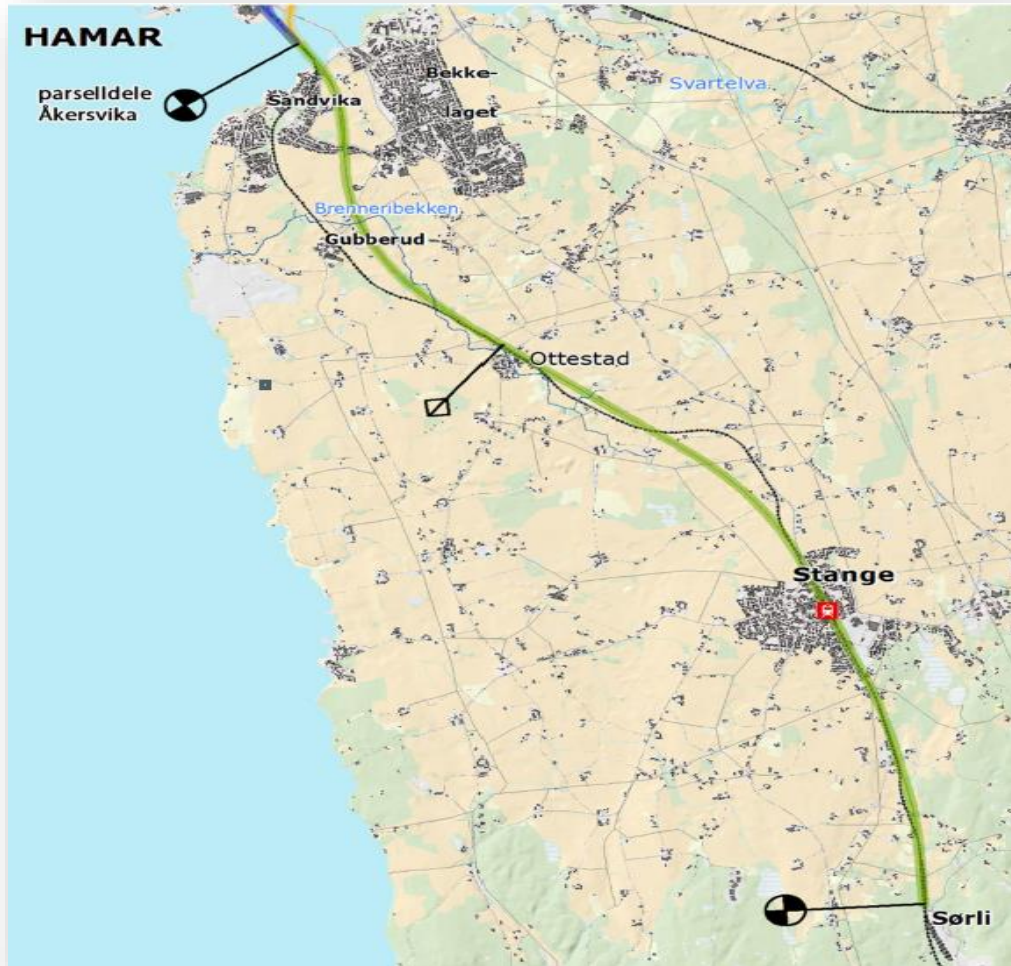 HAMAR
parselldele
Åkersvika
Sandvika
Bekke-
laget
Svartelva
Brenneribekken
Gubberud
Ottestad
Stange
Sørli